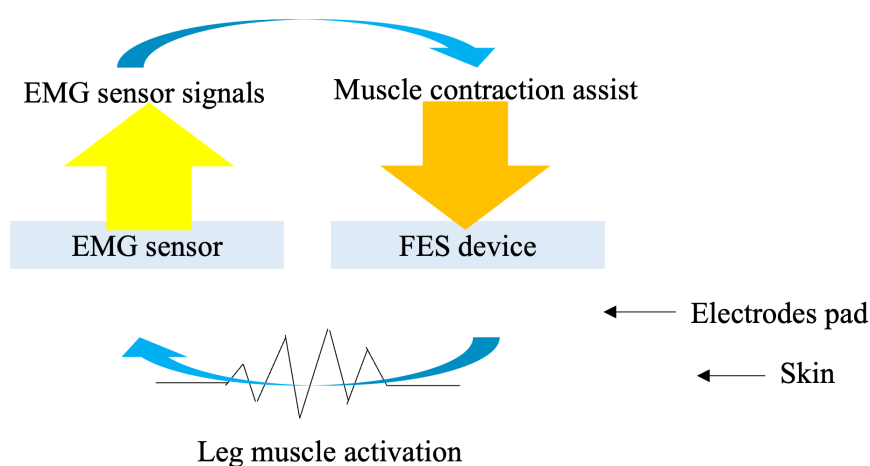 EMG sensor signals
Muscle contraction assist
EMG sensor
FES device
Electrodes pad
Skin
Leg muscle activation